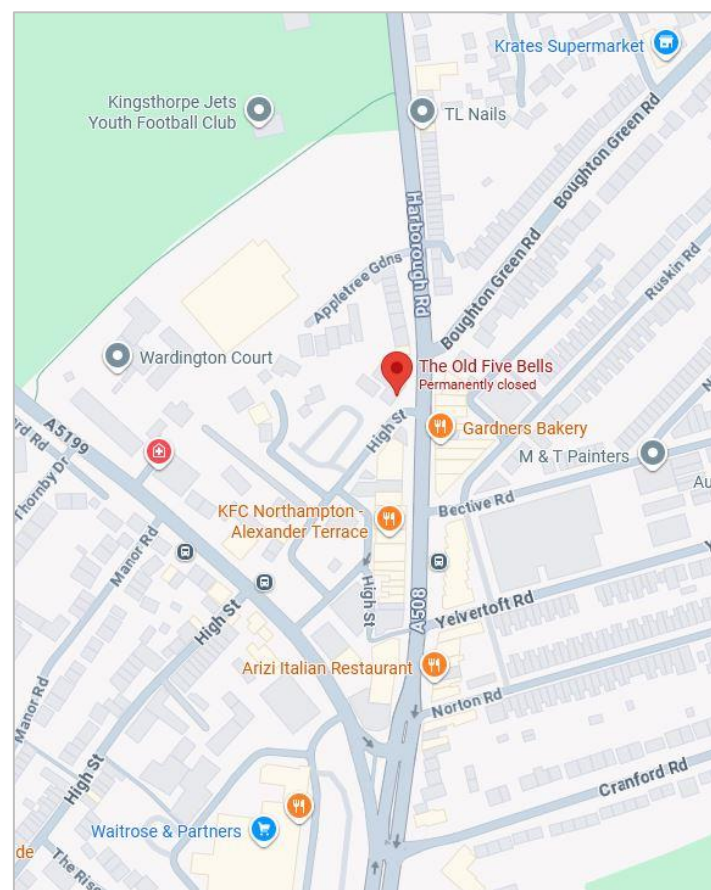 Krates Supermarket
Kingsthorpe Jets
Youth Football Club
TL Nails
Boughton Green Rd
Harborough Rd
Ruskin Rd
Appletree Gdns
Boughton Green Rd
Wardington Court
The Old Five Bells
Permanently closed
A5199
High St
Gardners Bakery
M & T Painters
Thornby Dr
Au
KFC Northampton -
Alexander Terrace
Bective Rd
Manor Rd
High St
High St
A508
Yelvertoft Rd
Arizi Italian Restaurant
Manor Rd
Norton Rd
High St
Cranford Rd
Waitrose & Partners
de
The Rise